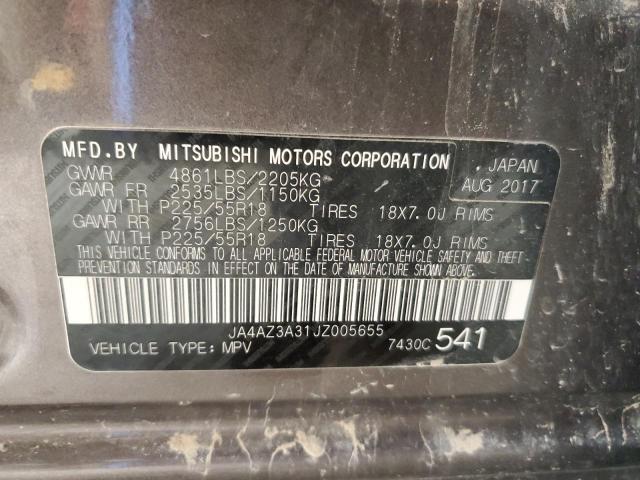 MFD.BY MITSUBISHI MOTORS CORPORATION JAPAN
GWWR 4861LBS/2205KG AUG 2017
GAWR FR 2535LBS/1150KG
WITH P225/55R18 TIRES 18X7.0J RIMS
GAWR RR 2756LBS/1250KG
WITH P225/55R18 TIRES 18X7.0J RIMS
THIS VEHICLE CONFORMS TO ALL APPLICABLE FEDERAL MOTOR VEHICLE SAFETY AND THEFT
PREVENTION STANDARDS IN EFFECT ON THE DATE OF MANUFACTURE SHOWN ABOVE.
JA4AZ3A31JZ005655
VEHICLE TYPE: MPV 7430C 541